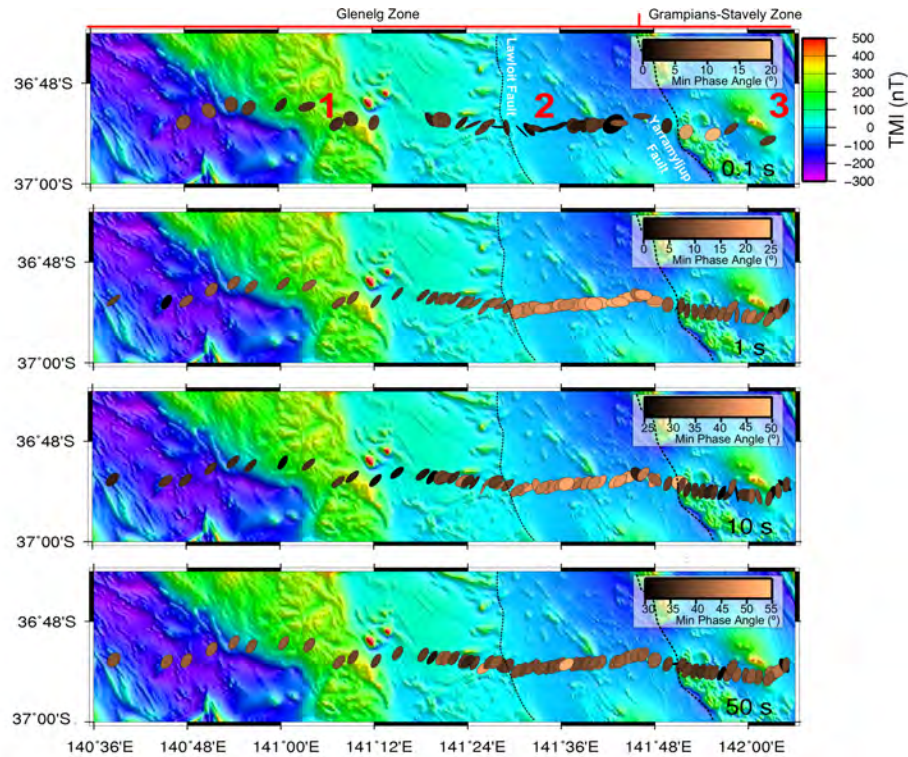 Glenelg Zone
Grampians-Stavely Zone
36°48'S
37°00'S
Lawloit Fault
Yarramyljup
Fault
1
2
3
0 5 10 15 20
Min Phase Angle (º)
0.1 s
500
400
300
200
100
0
−100
−200
−300
TMI (nT)
36°48'S
37°00'S
0 5 10 15 20 25
Min Phase Angle (º)
1 s
36°48'S
37°00'S
25 30 35 40 45 50
Min Phase Angle (º)
10 s
36°48'S
37°00'S
30 35 40 45 50 55
Min Phase Angle (º)
50 s
140°36'E 140°48'E 141°00'E 141°12'E 141°24'E 141°36'E 141°48'E 142°00'E